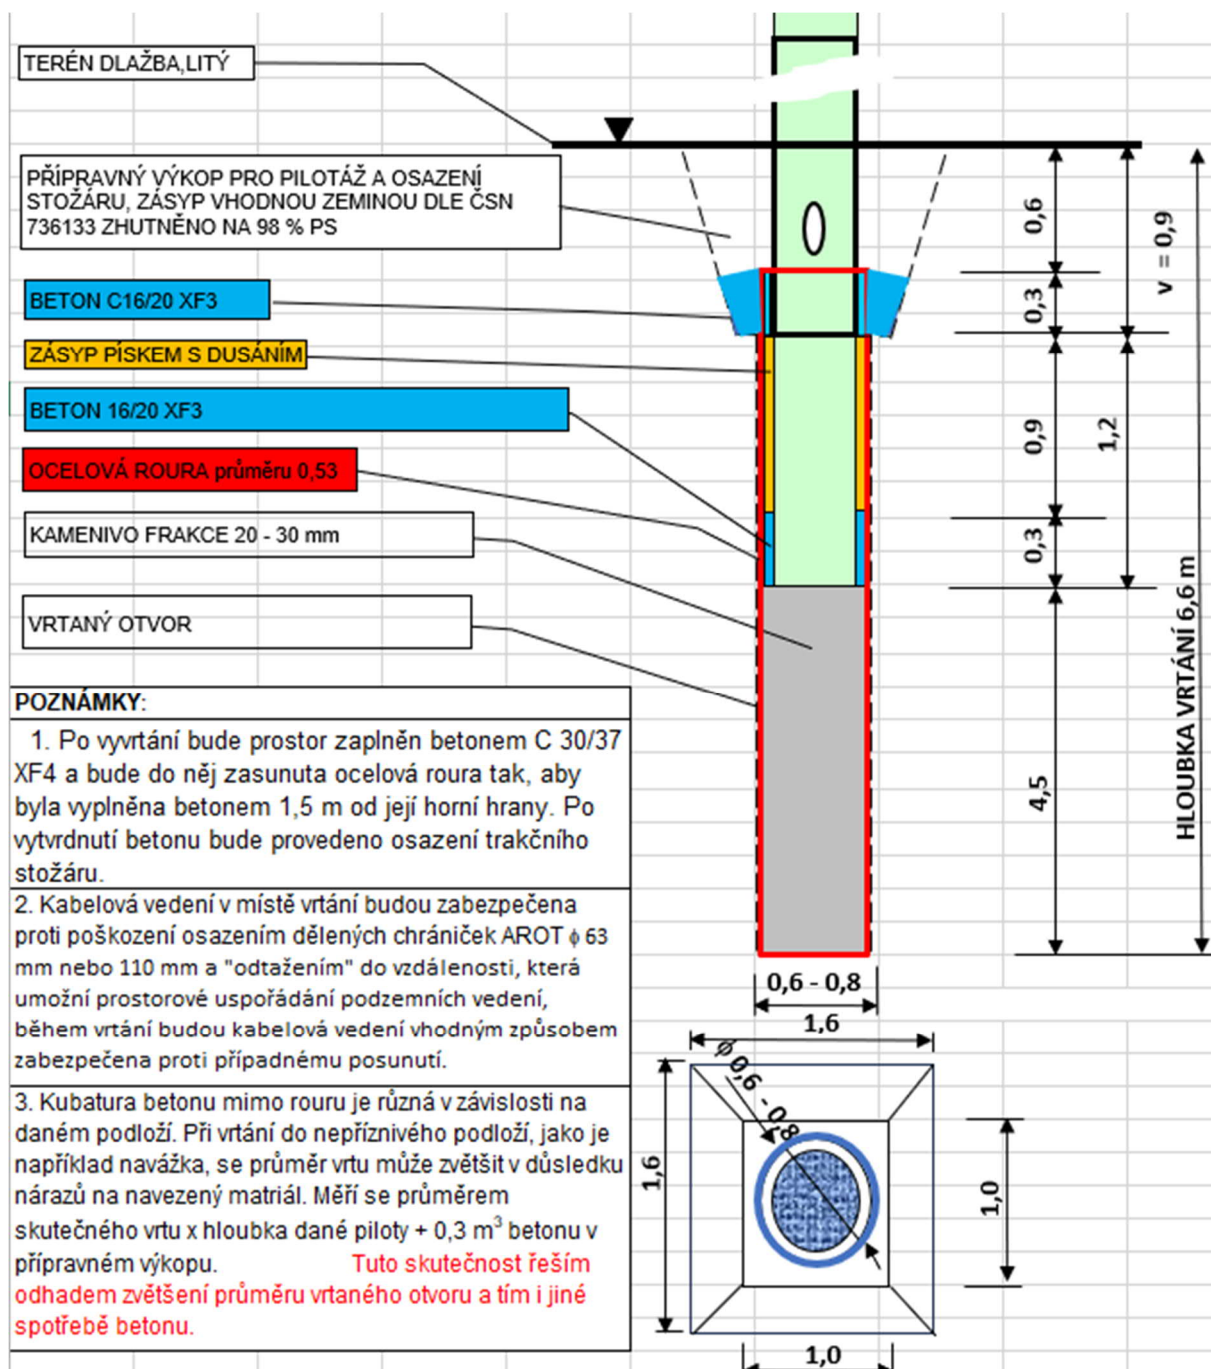 TERÉN DLAŽBA,LITÝ
PŘÍPRAVNÝ VÝKOP PRO PILOTÁŽ A OSAZENÍ
STOŽÁRU, ZÁSYP VHODNOU ZEMINOU DLE ČSN
736133 ZHUTNĚNO NA 98 % PS
BETON C16/20 XF3
ZÁSYP PÍSKEM S DUSÁNÍM
BETON 16/20 XF3
OCELOVÁ ROURA průměru 0,53
KAMENIVO FRAKCE 20 - 30 mm
VRTANÝ OTVOR
0,6
0,3
v = 0,9
0,9
1,2
0,3
4,5
HLOUBKA VRTÁNÍ 6,6 m
0,6 - 0,8
1,6
ϕ 0,6 - 0,8
1,6
1,0
1,0
POZNÁMKY:
1. Po vyvrtání bude prostor zaplněn betonem C 30/37
XF4 a bude do něj zasunuta ocelová roura tak, aby
byla vyplněna betonem 1,5 m od její horní hrany. Po
vytvrdnutí betonu bude provedeno osazení trakčního
stožáru.
2. Kabelová vedení v místě vrtání budou zabezpečena
proti poškození osazením dělených chrániček AROT ϕ 63
mm nebo 110 mm a "odtažením" do vzdálenosti, která
umožní prostorové uspořádání podzemních vedení,
během vrtání budou kabelová vedení vhodným způsobem
zabezpečena proti případnému posunutí.
3. Kubatura betonu mimo rouru je různá v závislosti na
daném podloží. Při vrtání do nepříznivého podloží, jako je
například navážka, se průměr vrtu může zvětšit v důsledku
nárazů na navezený matriál. Měří se průměrem
skutečného vrtu x hloubka dané piloty + 0,3 m³ betonu v
přípravném výkopu. Tuto skutečnost řeším
odhadem zvětšení průměru vrtaného otvoru a tím i jiné
spotřebě betonu.